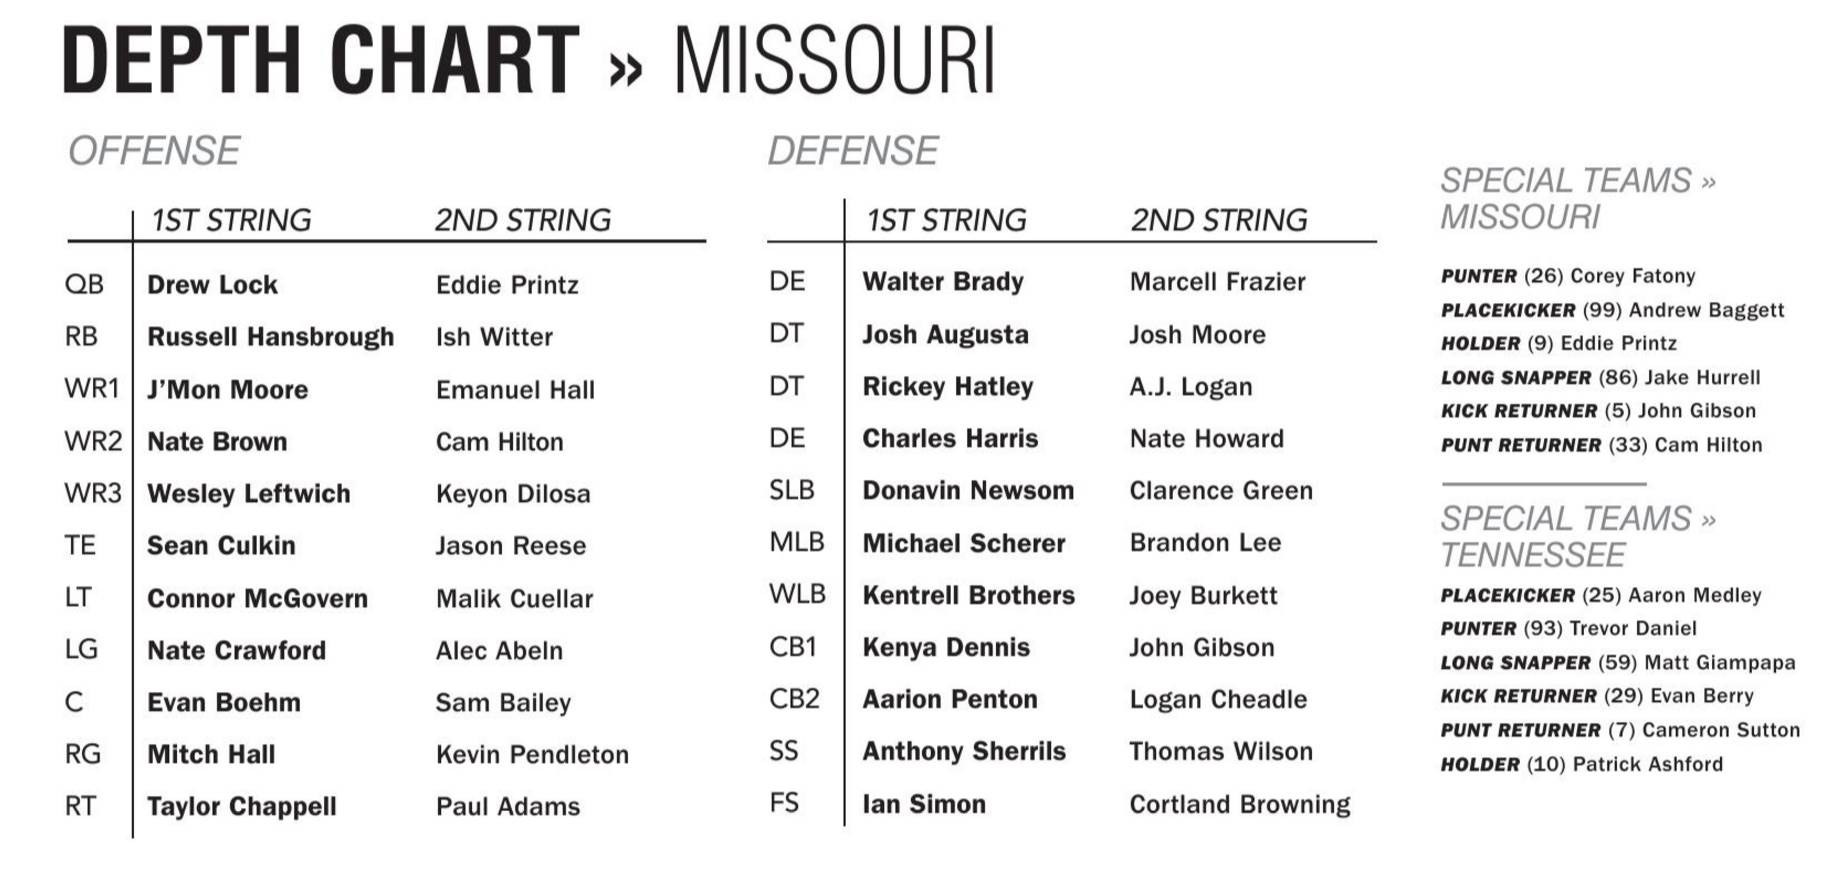 DEPTH CHART » MISSOURI
OFFENSE
1ST STRING 2ND STRING
QB Drew Lock Eddie Printz
RB Russell Hansbrough Ish Witter
WR1 J’Mon Moore Emanuel Hall
WR2 Nate Brown Cam Hilton
WR3 Wesley Leftwich Keyon Dilosa
TE Sean Culkin Jason Reese
LT Connor McGovern Malik Cuellar
LG Nate Crawford Alec Abeln
C Evan Boehm Sam Bailey
RG Mitch Hall Kevin Pendleton
RT Taylor Chappell Paul Adams
DEFENSE
1ST STRING 2ND STRING
DE Walter Brady Marcell Frazier
DT Josh Augusta Josh Moore
DT Rickey Hatley A.J. Logan
DE Charles Harris Nate Howard
SLB Donavin Newsom Clarence Green
MLB Michael Scherer Brandon Lee
WLB Kentrell Brothers Joey Burkett
CB1 Kenya Dennis John Gibson
CB2 Aarion Penton Logan Cheadle
SS Anthony Sherrils Thomas Wilson
FS Ian Simon Cortland Browning
SPECIAL TEAMS »
MISSOURI
PUNTER (26) Corey Fatony
PLACEKICKER (99) Andrew Baggett
HOLDER (9) Eddie Printz
LONG SNAPPER (86) Jake Hurrell
KICK RETURNER (5) John Gibson
PUNT RETURNER (33) Cam Hilton
SPECIAL TEAMS »
TENNESSEE
PLACEKICKER (25) Aaron Medley
PUNTER (93) Trevor Daniel
LONG SNAPPER (59) Matt Giampapa
KICK RETURNER (29) Evan Berry
PUNT RETURNER (7) Cameron Sutton
HOLDER (10) Patrick Ashford